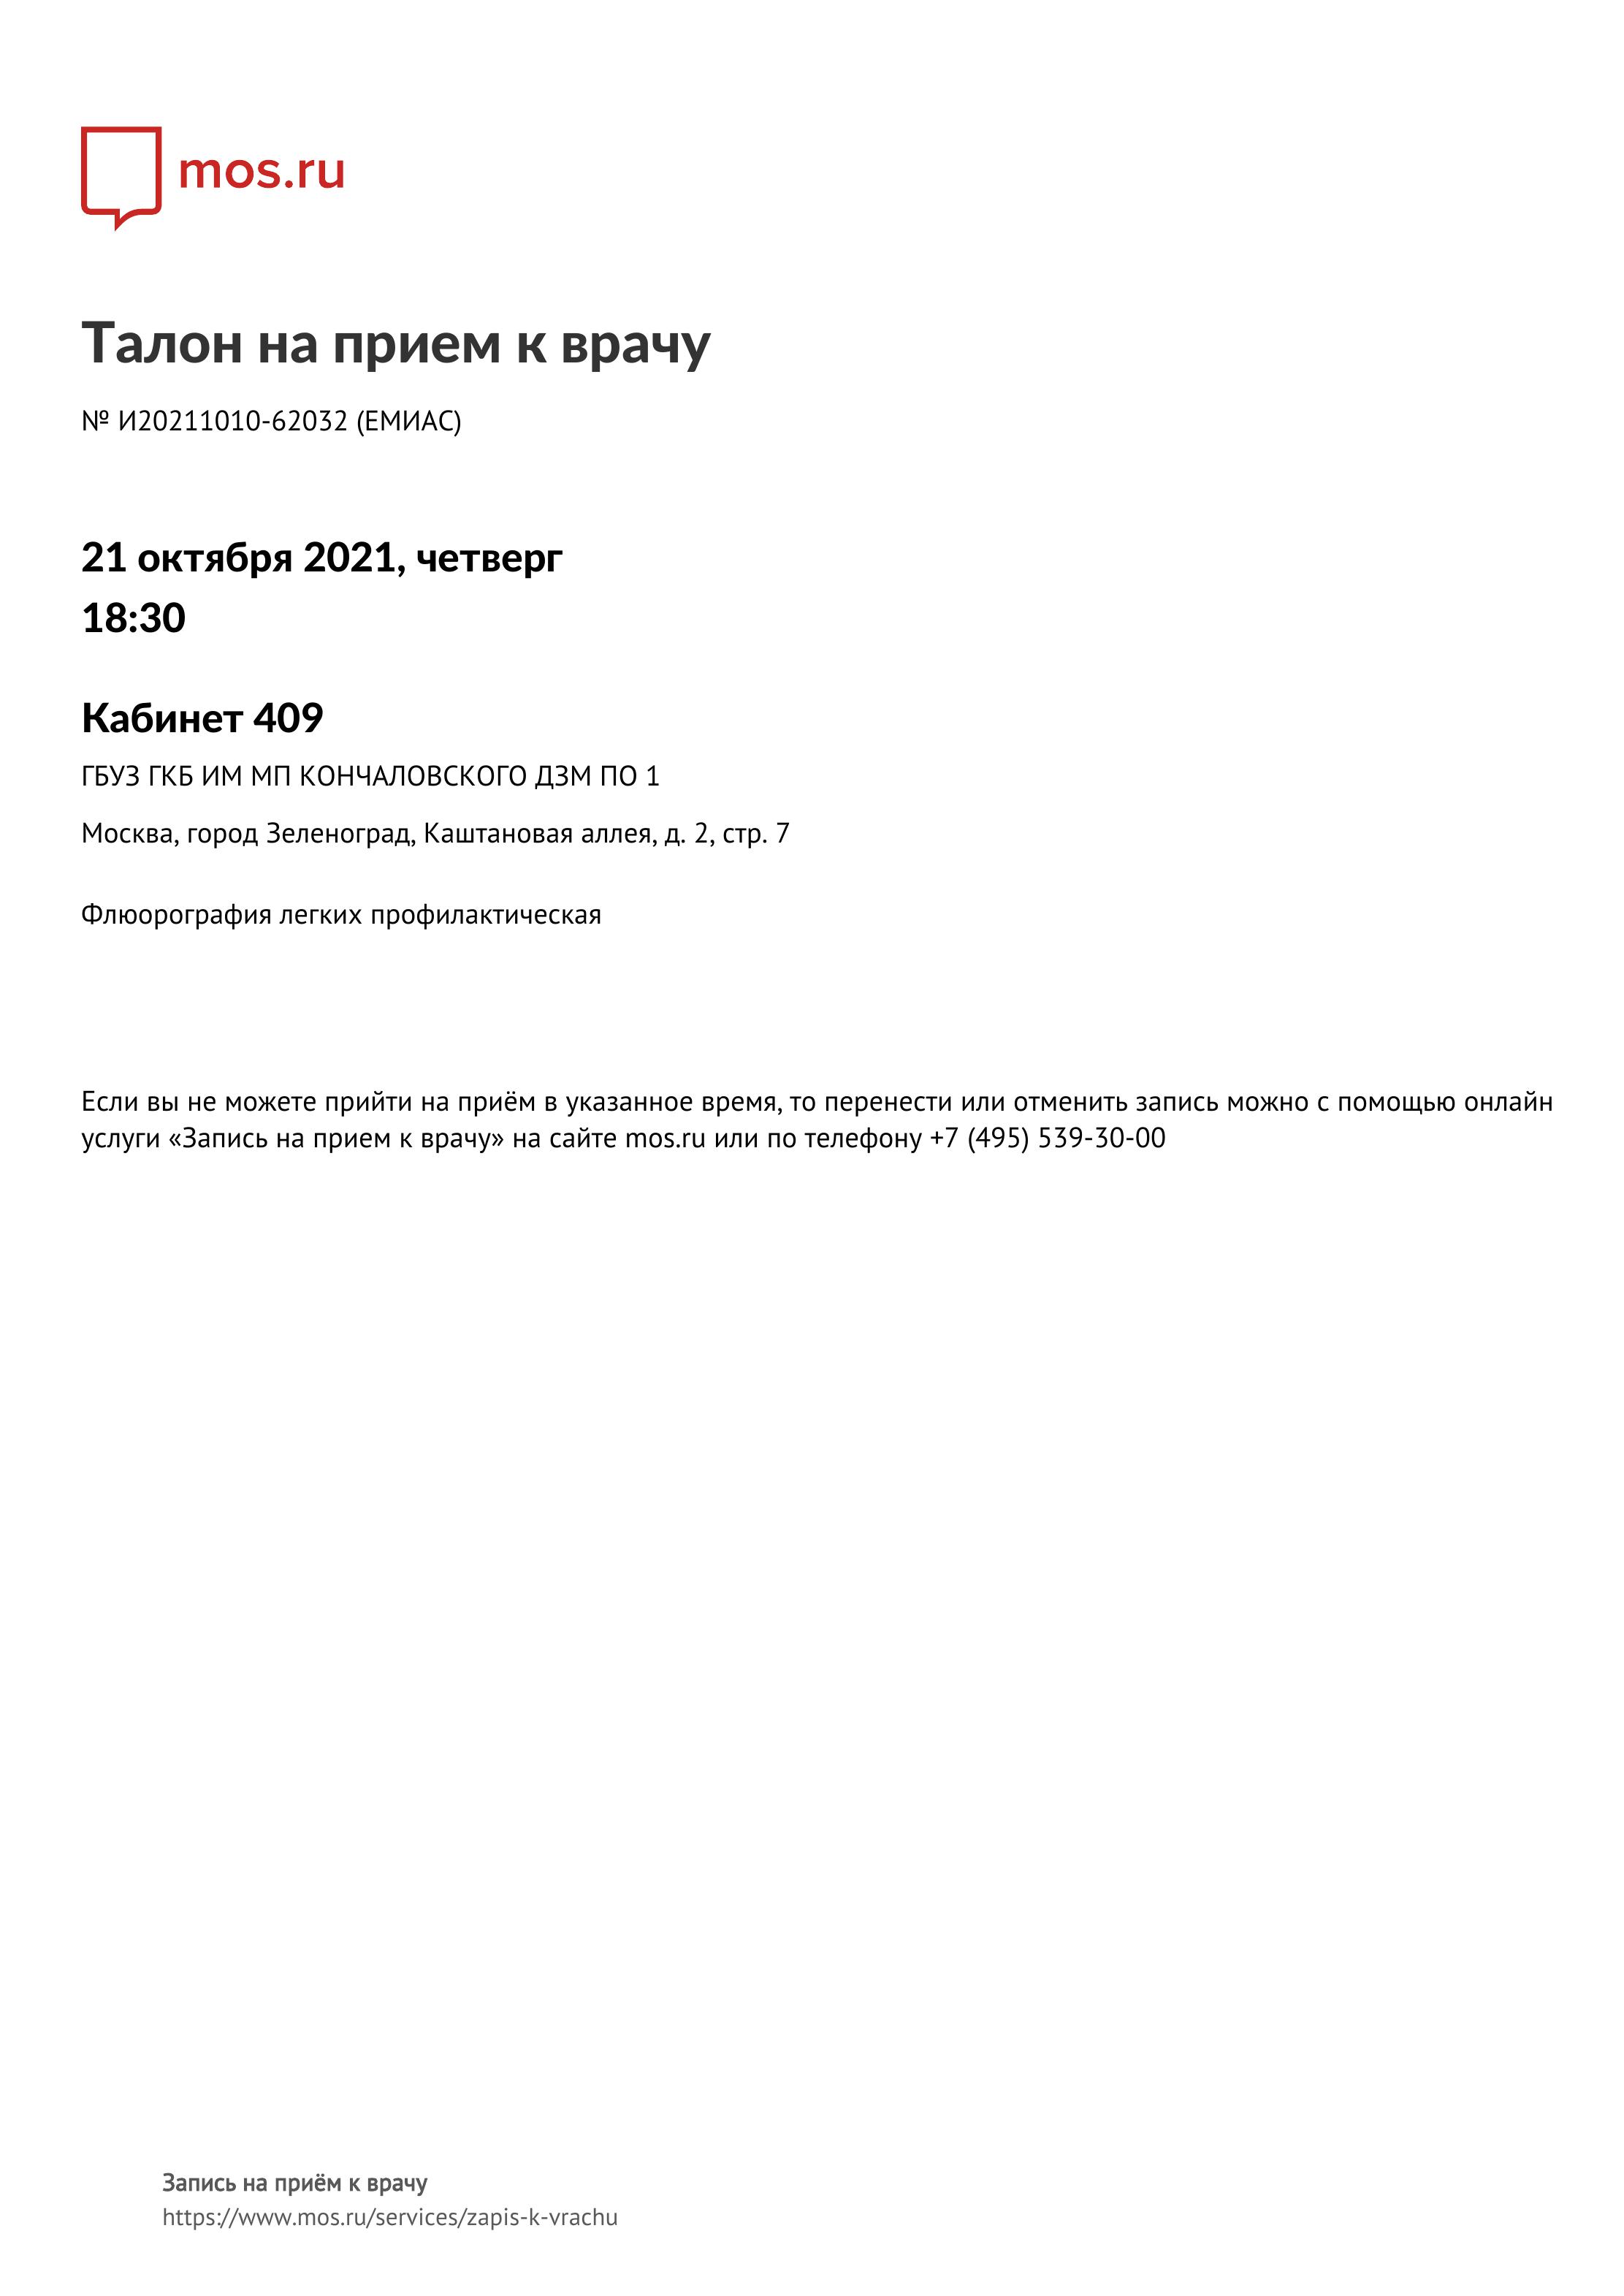 mos.ru
Талон на прием к врачу
№ И20211010-62032 (ЕМИАС)
21 октября 2021, четверг
18:30
Кабинет 409
ГБУЗ ГКБ ИМ МП КОНЧАЛОВСКОГО ДЗМ ПО 1
Москва, город Зеленоград, Каштановая аллея, д. 2, стр. 7
Флюорография легких профилактическая
Если вы не можете прийти на приём в указанное время, то перенести или отменить запись можно с помощью онлайн
услуги «Запись на прием к врачу» на сайте mos.ru или по телефону +7 (495) 539-30-00
Запись на приём к врачу
https://www.mos.ru/services/zapis-k-vrachu